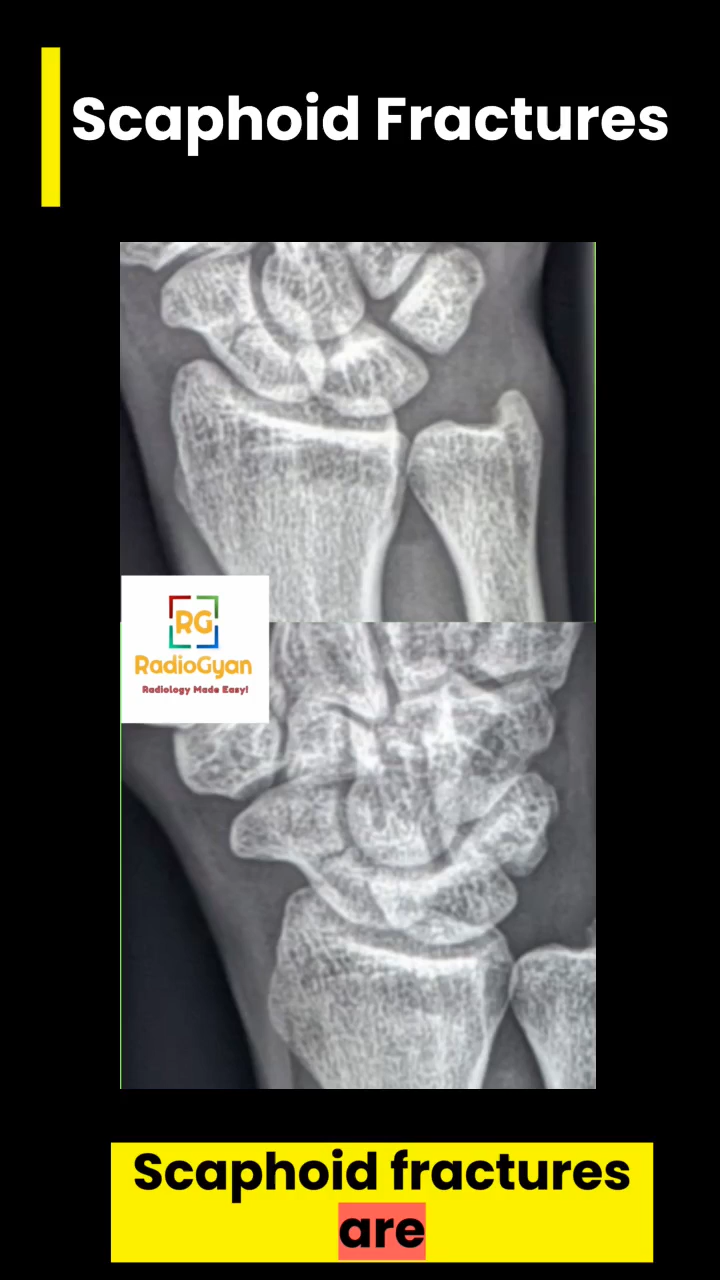 Scaphoid Fractures
RG
RadioGyan
Radiology Made Easy!
Scaphoid fractures
are